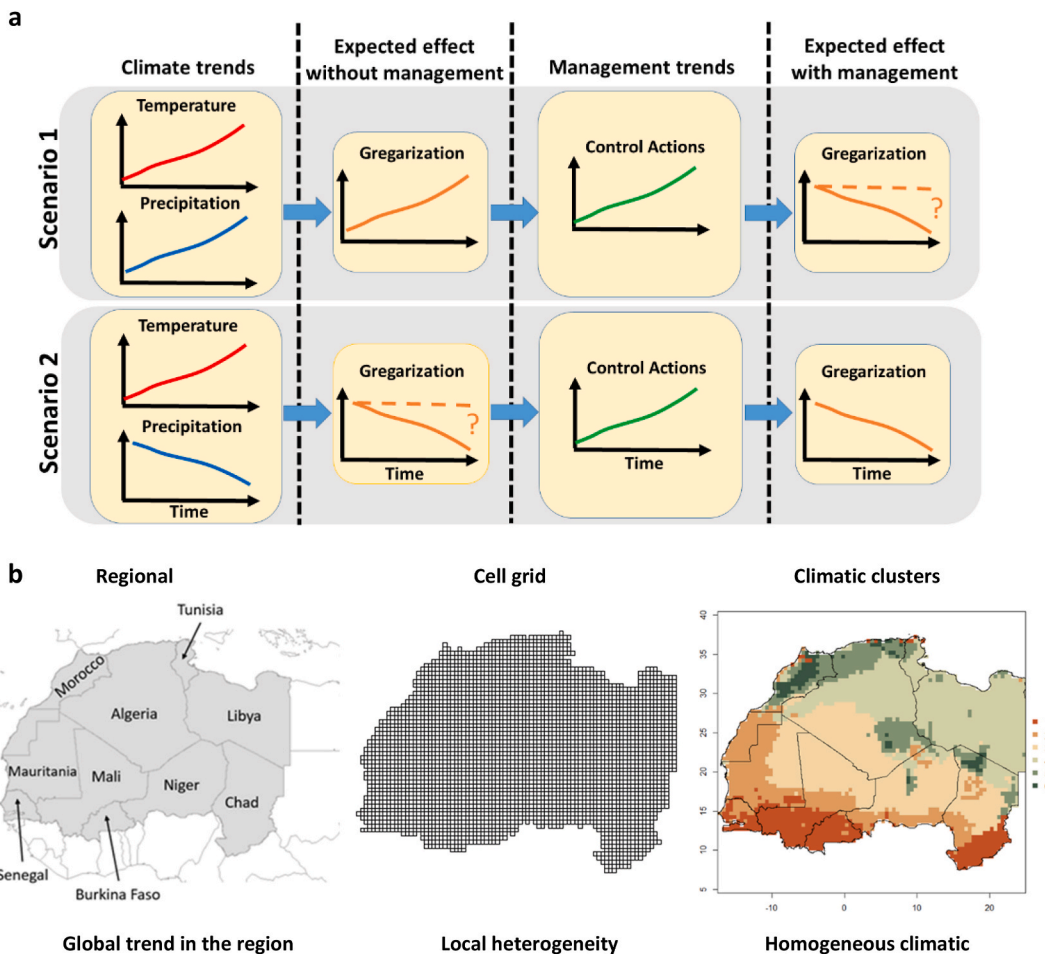 a
Climate trends
Expected effect
without management
Management trends
Expected effect
with management
Scenario 1
Temperature
Precipitation
Gregarization
Control Actions
Gregarization
?
Scenario 2
Temperature
Precipitation
Time
Gregarization
?
Time
Control Actions
Time
Gregarization
Time
b
Regional
Cell grid
Climatic clusters
Tunisia
Morocco
Algeria
Libya
Mauritania
Mali
Niger
Chad
Senegal
Burkina Faso
40
35
30
25
20
15
10
5
-10
0
10
20
Global trend in the region
Local heterogeneity
Homogeneous climatic